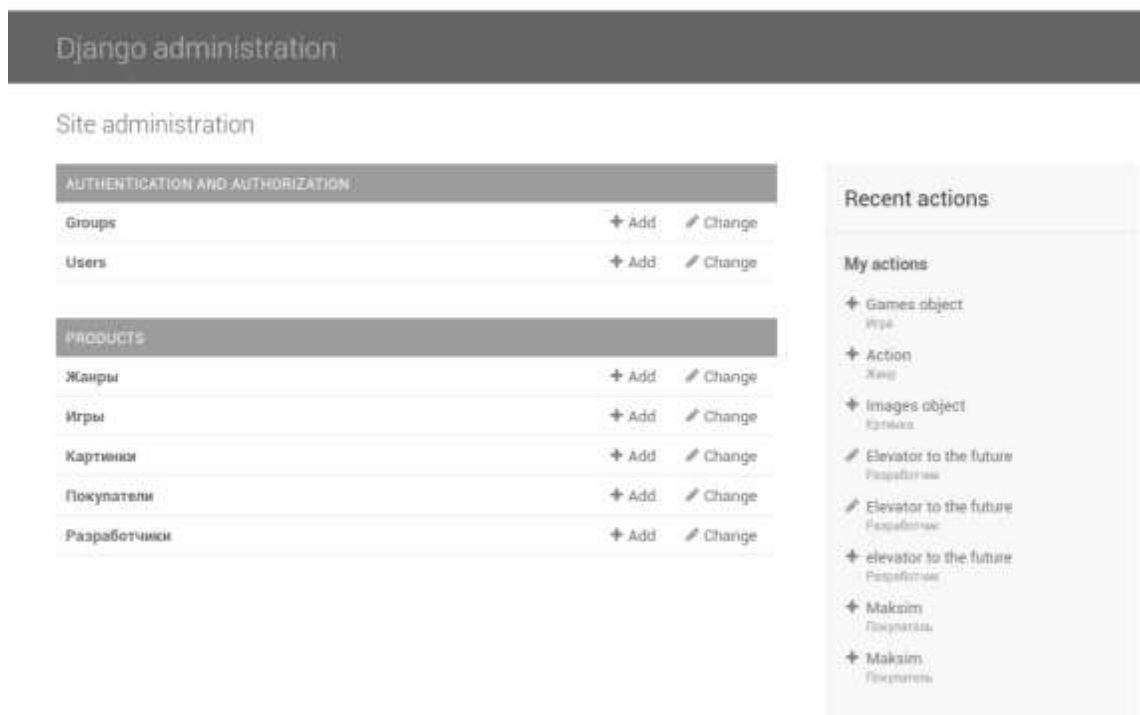 Django administration
Site administration
AUTHENTICATION AND AUTHORIZATION
Groups + Add Change
Users + Add Change
PRODUCTS
Жанры + Add Change
Игры + Add Change
Картинки + Add Change
Покупатели + Add Change
Разработчики + Add Change
Recent actions
My actions
+ Games object
Игра
+ Action
Жанр
+ Images object
Elevator to the future
Разработчик
Elevator to the future
Разработчик
+ elevator to the future
Разработчик
+ Maksim
Покупатель
+ Maksim
Покупатель